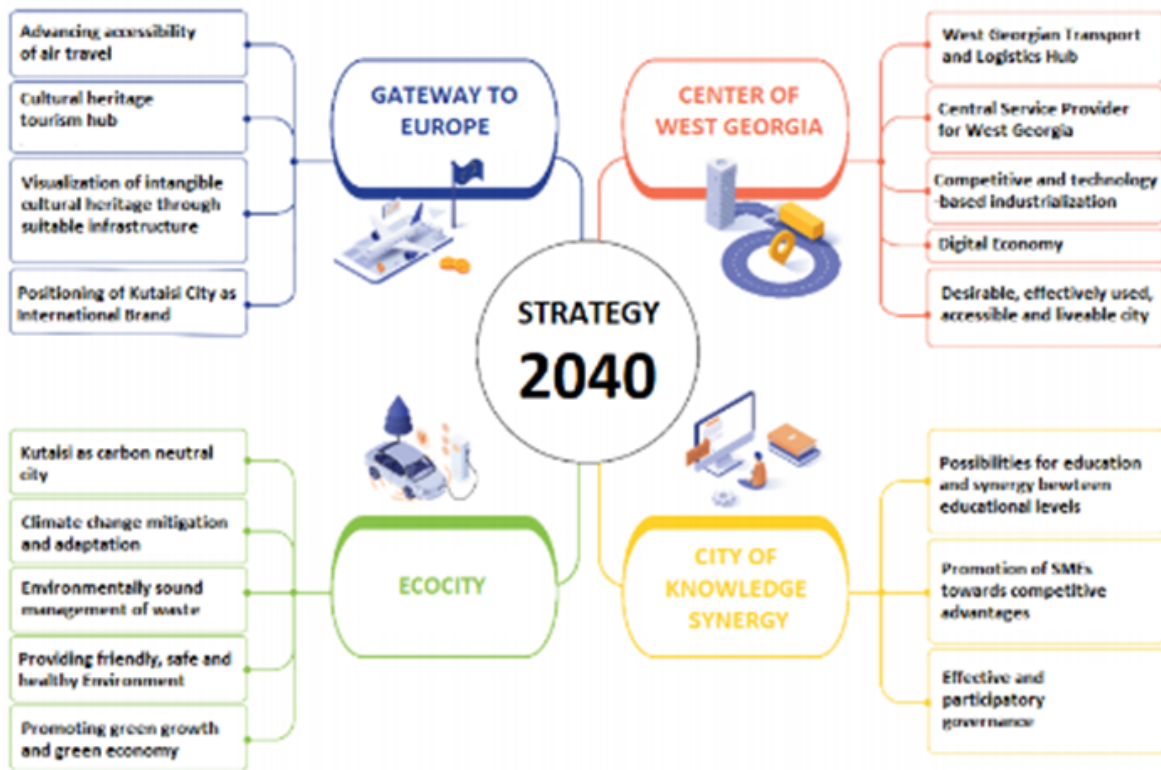 Advancing accessibility
of air travel
Cultural heritage
tourism hub
Visualization of intangible
cultural heritage through
suitable infrastructure
Positioning of Kutaisi City as
International Brand
GATEWAY TO
EUROPE
CENTER OF
WEST GEORGIA
West Georgian Transport
and Logistics Hub
Central Service Provider
for West Georgia
Competitive and technology
-based industrialization
Digital Economy
Desirable, effectively used,
accessible and liveable city
STRATEGY
2040
Kutaisi as carbon neutral
city
Climate change mitigation
and adaptation
Environmentally sound
management of waste
Providing friendly, safe and
healthy Environment
Promoting green growth
and green economy
ECOCITY
CITY OF
KNOWLEDGE
SYNERGY
Possibilities for education
and synergy bewteen
educational levels
Promotion of SMEs
towards competitive
advantages
Effective and
participatory
governance